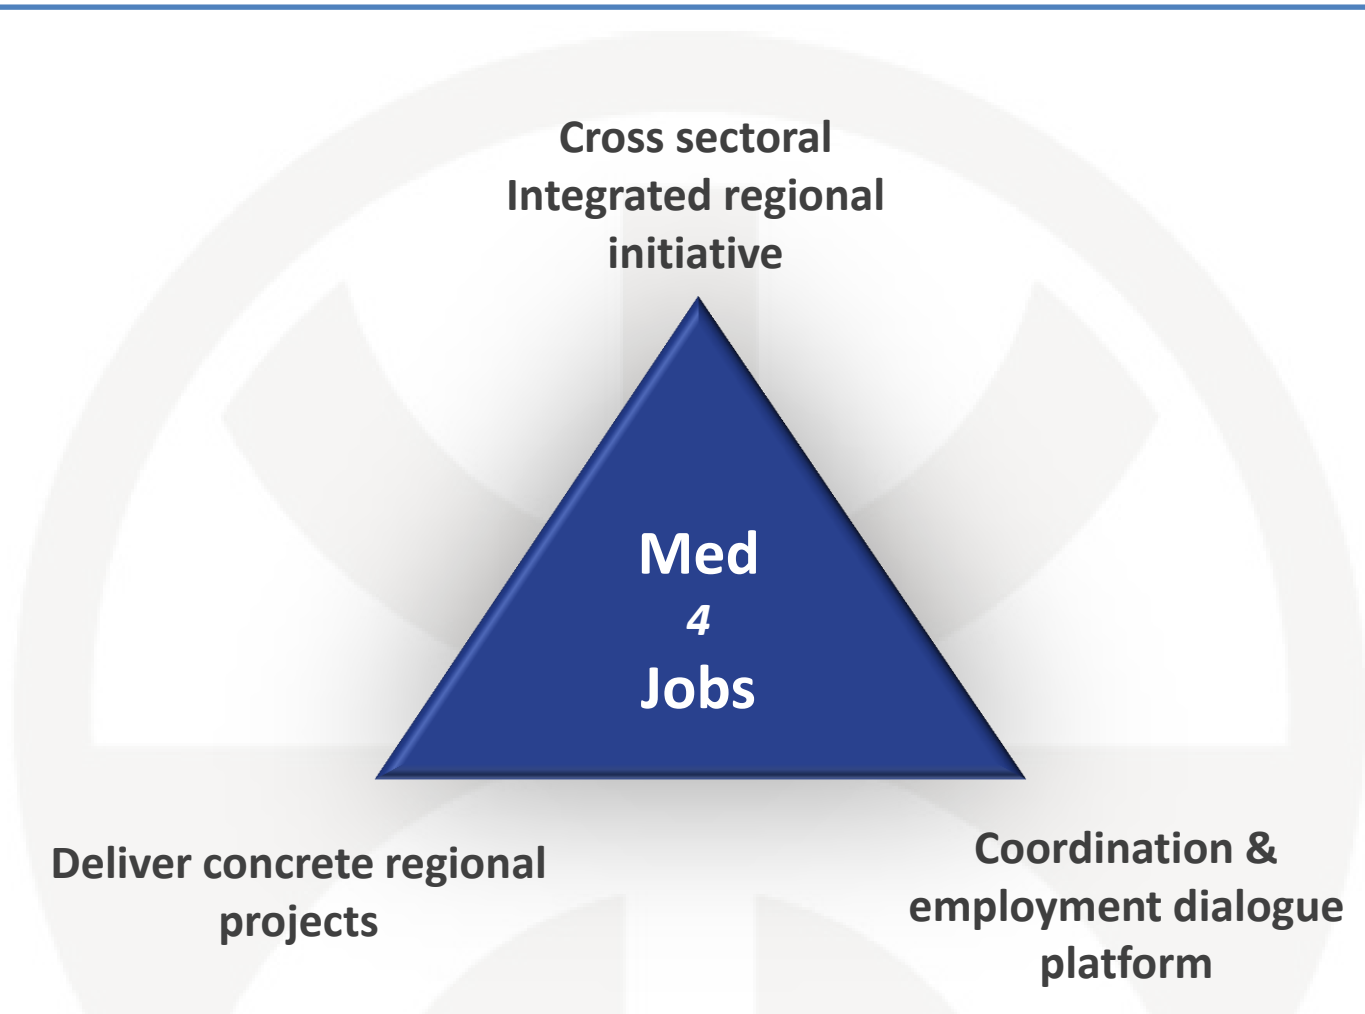 Cross sectoral
Integrated regional
initiative
Med
4
Jobs
Deliver concrete regional
projects
Coordination &
employment dialogue
platform